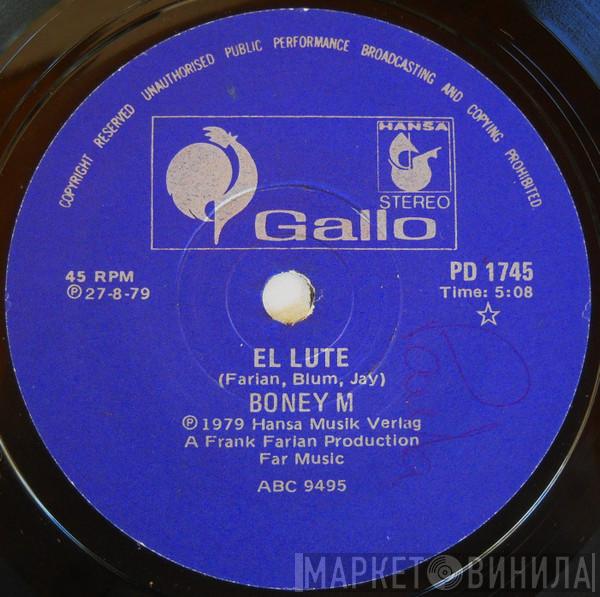 COPYRIGHT RESERVED UNAUTHORISED PUBLIC PERFORMANCE BROADCASTING AND COPYING PROHIBITED
HANSA
STEREO
Gallo
45 RPM
℗27-8-79
PD 1745
Time: 5:08
EL LUTE
(Farian, Blum, Jay)
BONEY M
℗1979 Hansa Musik Verlag
A Frank Farian Production
Far Music
ABC 9495
МАРКЕТ ВИНИЛА